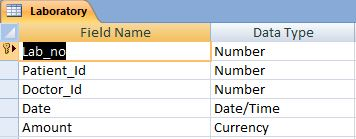 Laboratory
Field Name Data Type
Lab_no Number
Patient_Id Number
Doctor_Id Number
Date Date/Time
Amount Currency